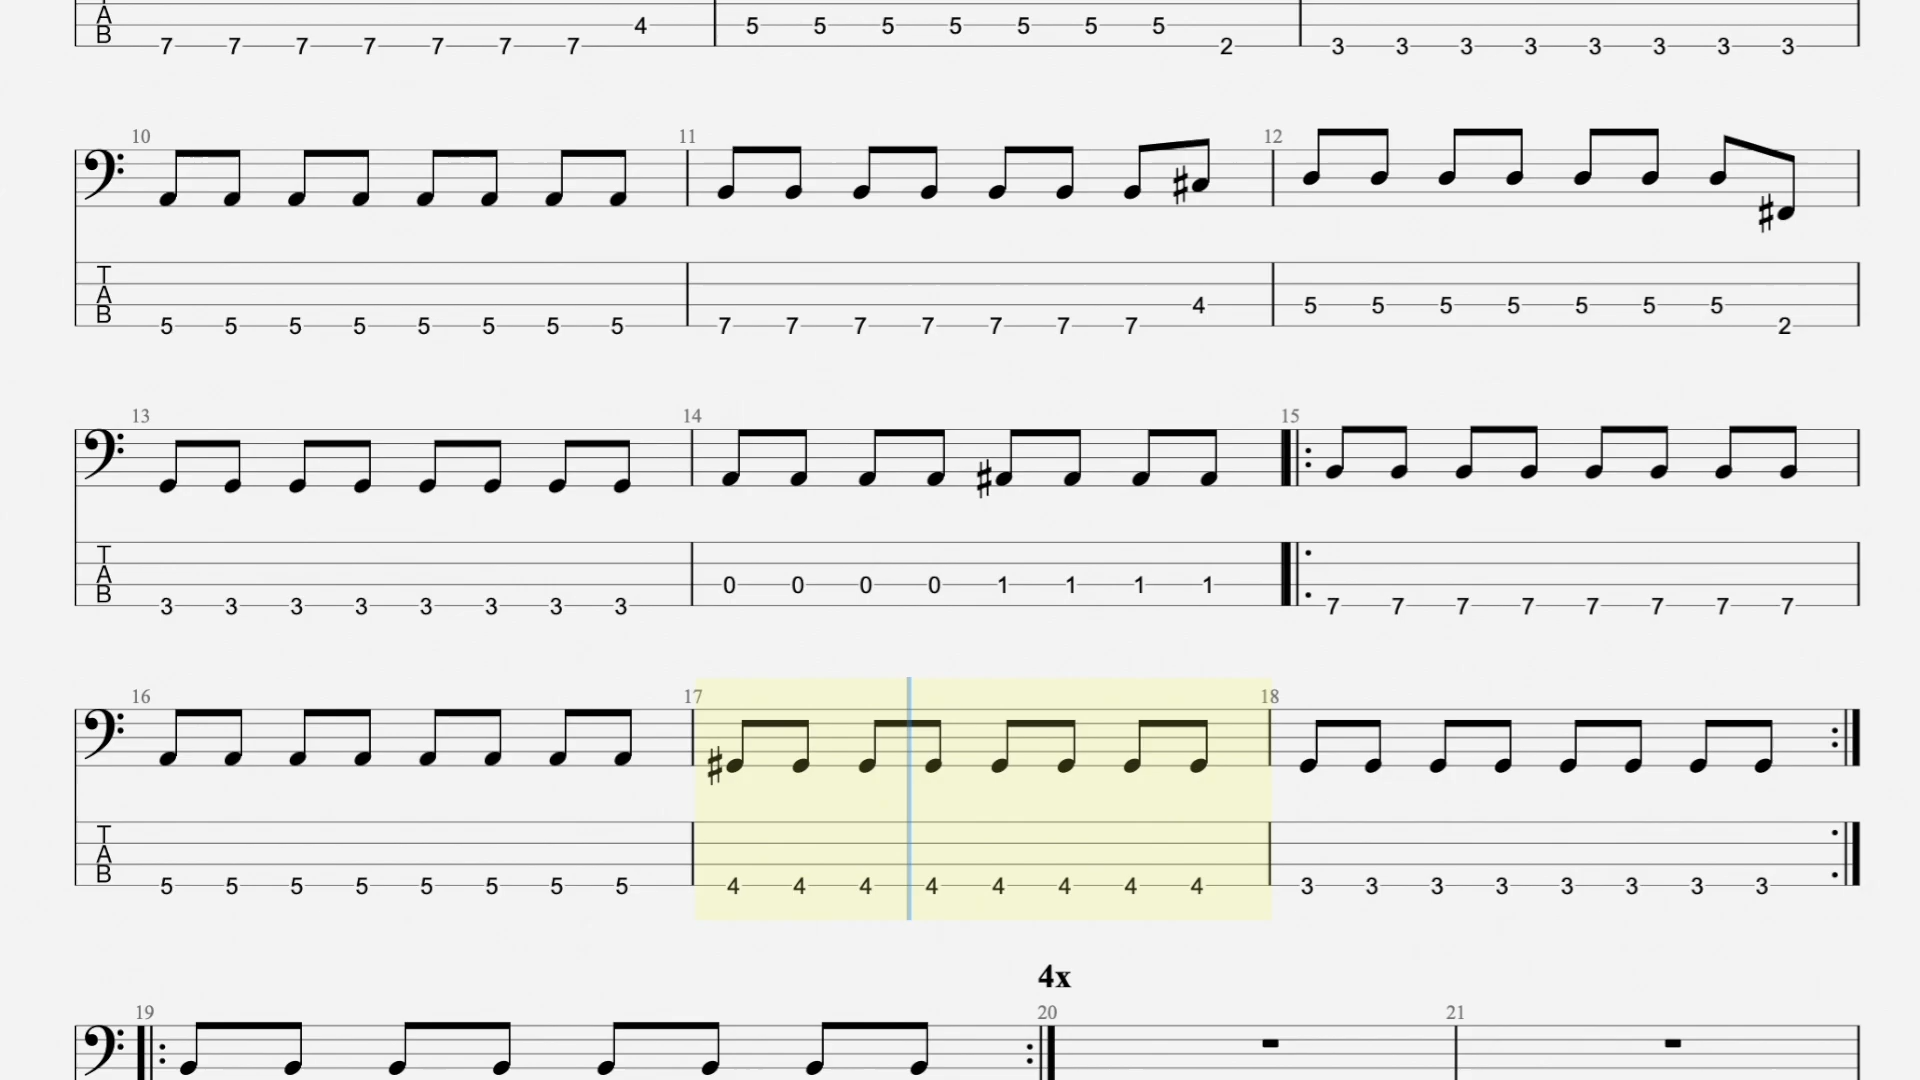 A
B
7 7 7 7 7 7 7 4 5 5 5 5 5 5 5 2 3 3 3 3 3 3 3 3
10 11 12
T
A
B
5 5 5 5 5 5 5 5 7 7 7 7 7 7 7 4 5 5 5 5 5 5 5 2
13 14 15
T
A
B
3 3 3 3 3 3 3 3 0 0 0 0 1 1 1 1 7 7 7 7 7 7 7 7
16 17 18
T
A
B
5 5 5 5 5 5 5 5 4 4 4 4 4 4 4 4 3 3 3 3 3 3 3 3
4x
19 20 21